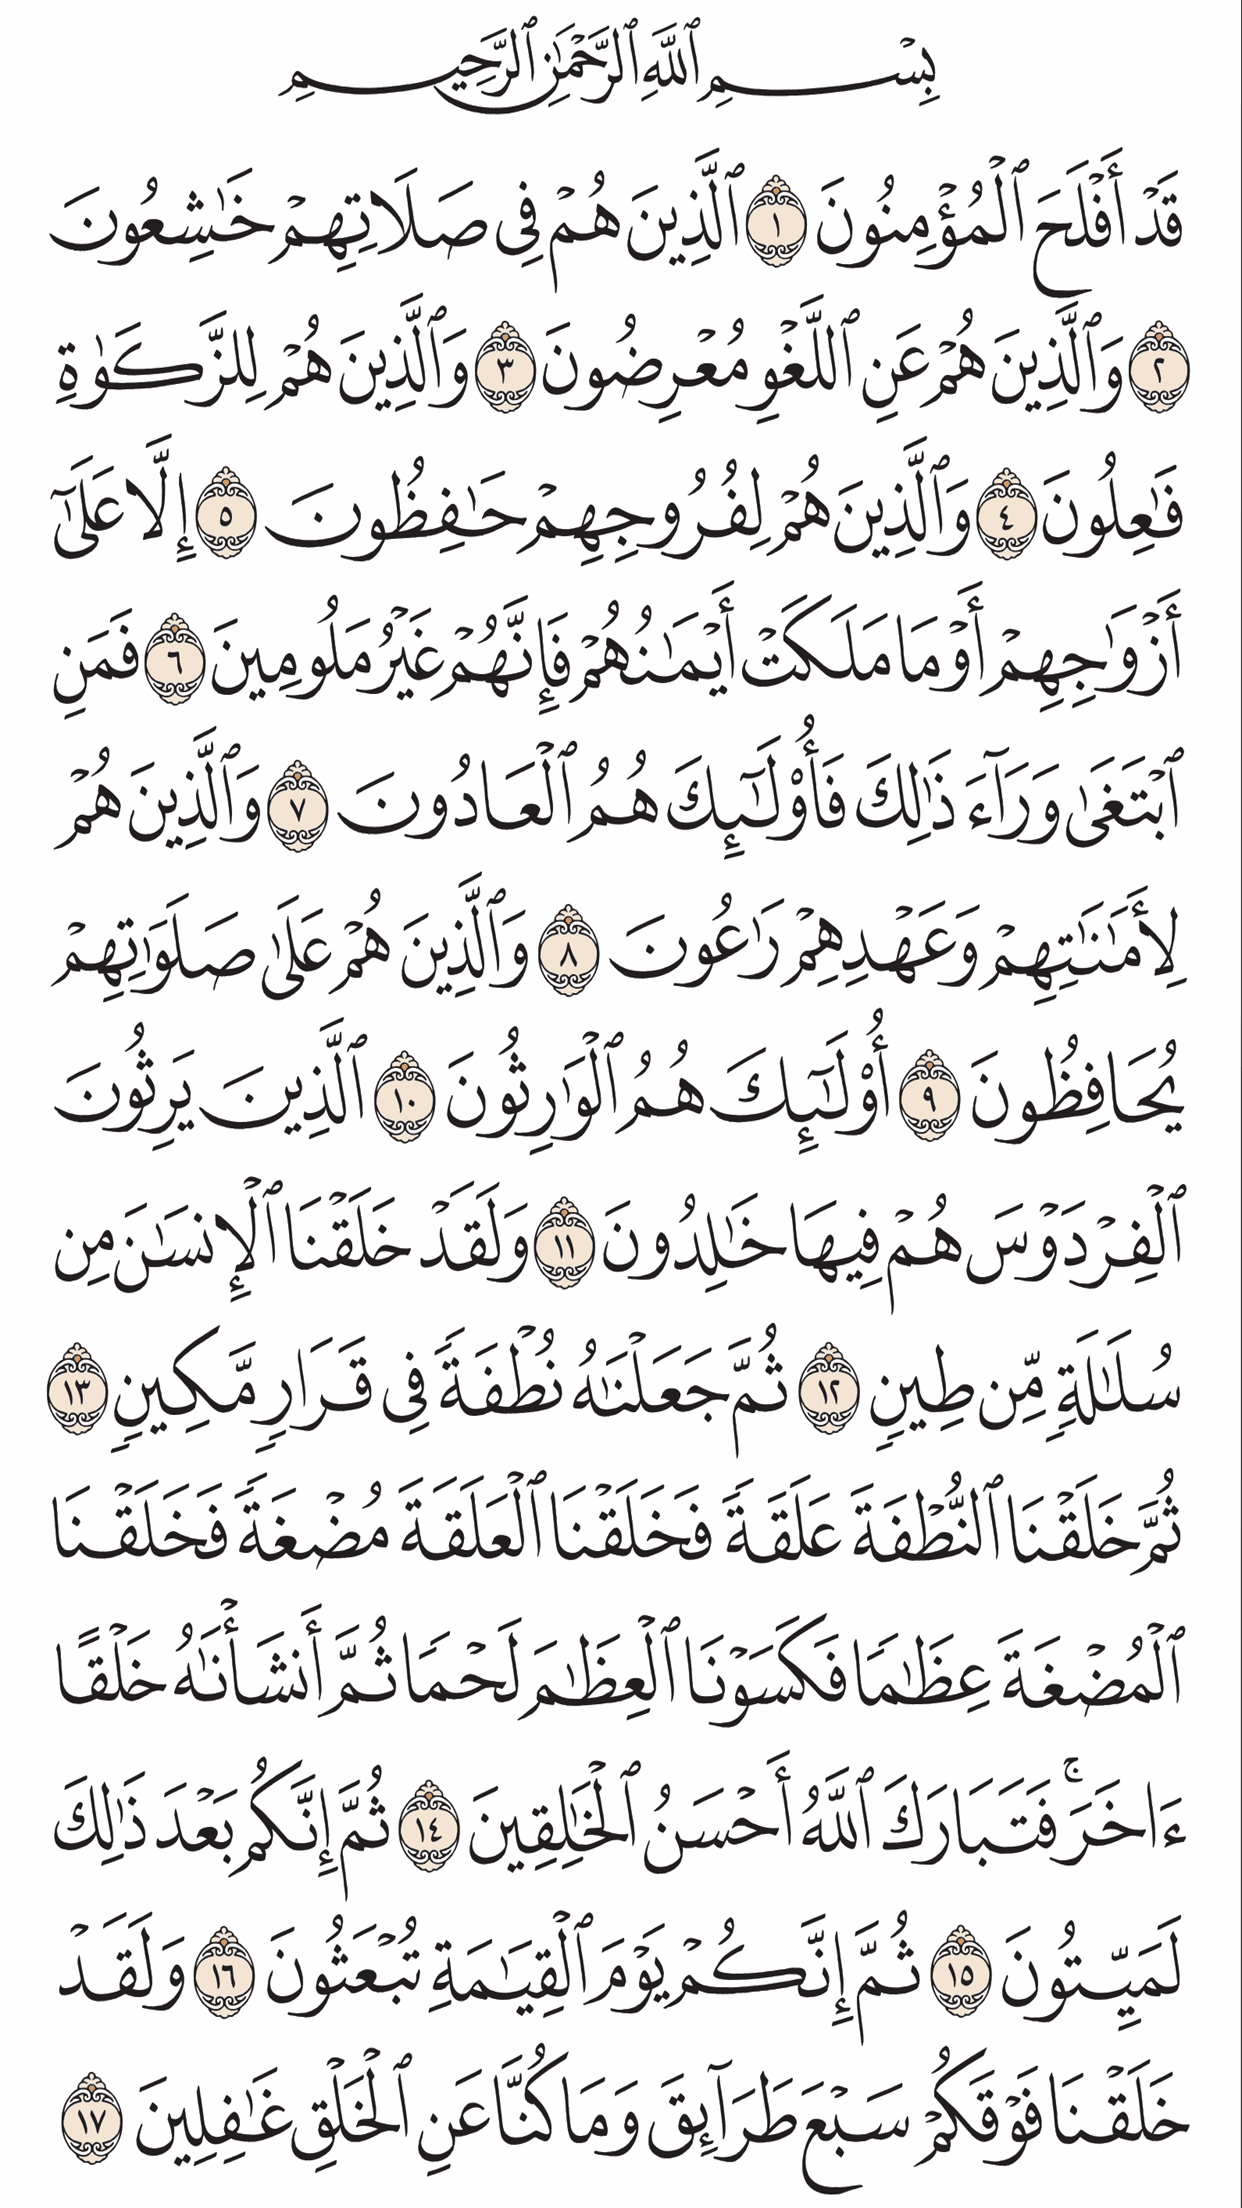 بِسْمِ ٱللَّهِ ٱلرَّحْمَٰنِ ٱلرَّحِيمِ
قَدْ أَفْلَحَ ٱلْمُؤْمِنُونَ ١ ٱلَّذِينَ هُمْ فِى صَلَاتِهِمْ خَٰشِعُونَ
٢ وَٱلَّذِينَ هُمْ عَنِ ٱللَّغْوِ مُعْرِضُونَ ٣ وَٱلَّذِينَ هُمْ لِلزَّكَوٰةِ
فَٰعِلُونَ ٤ وَٱلَّذِينَ هُمْ لِفُرُوجِهِمْ حَٰفِظُونَ ٥ إِلَّا عَلَىٰٓ
أَزْوَٰجِهِمْ أَوْ مَا مَلَكَتْ أَيْمَٰنُهُمْ فَإِنَّهُمْ غَيْرُ مَلُومِينَ ٦ فَمَنِ
ٱبْتَغَىٰ وَرَآءَ ذَٰلِكَ فَأُو۟لَٰٓئِكَ هُمُ ٱلْعَادُونَ ٧ وَٱلَّذِينَ هُمْ
لِأَمَٰنَٰتِهِمْ وَعَهْدِهِمْ رَٰعُونَ ٨ وَٱلَّذِينَ هُمْ عَلَىٰ صَلَوَٰتِهِمْ
يُحَافِظُونَ ٩ أُو۟لَٰٓئِكَ هُمُ ٱلْوَٰرِثُونَ ١٠ ٱلَّذِينَ يَرِثُونَ
ٱلْفِرْدَوْسَ هُمْ فِيهَا خَٰلِدُونَ ١١ وَلَقَدْ خَلَقْنَا ٱلْإِنسَٰنَ مِن
سُلَٰلَةٍ مِّن طِينٍ ١٢ ثُمَّ جَعَلْنَٰهُ نُطْفَةً فِى قَرَارٍ مَّكِينٍ ١٣
ثُمَّ خَلَقْنَا ٱلنُّطْفَةَ عَلَقَةً فَخَلَقْنَا ٱلْعَلَقَةَ مُضْغَةً فَخَلَقْنَا
ٱلْمُضْغَةَ عِظَٰمًا فَكَسَوْنَا ٱلْعِظَٰمَ لَحْمًا ثُمَّ أَنشَأْنَٰهُ خَلْقًا
ءَاخَرَ ۚ فَتَبَارَكَ ٱللَّهُ أَحْسَنُ ٱلْخَٰلِقِينَ ١٤ ثُمَّ إِنَّكُم بَعْدَ ذَٰلِكَ
لَمَيِّتُونَ ١٥ ثُمَّ إِنَّكُمْ يَوْمَ ٱلْقِيَٰمَةِ تُبْعَثُونَ ١٦ وَلَقَدْ
خَلَقْنَا فَوْقَكُمْ سَبْعَ طَرَآئِقَ وَمَا كُنَّا عَنِ ٱلْخَلْقِ غَٰفِلِينَ ١٧